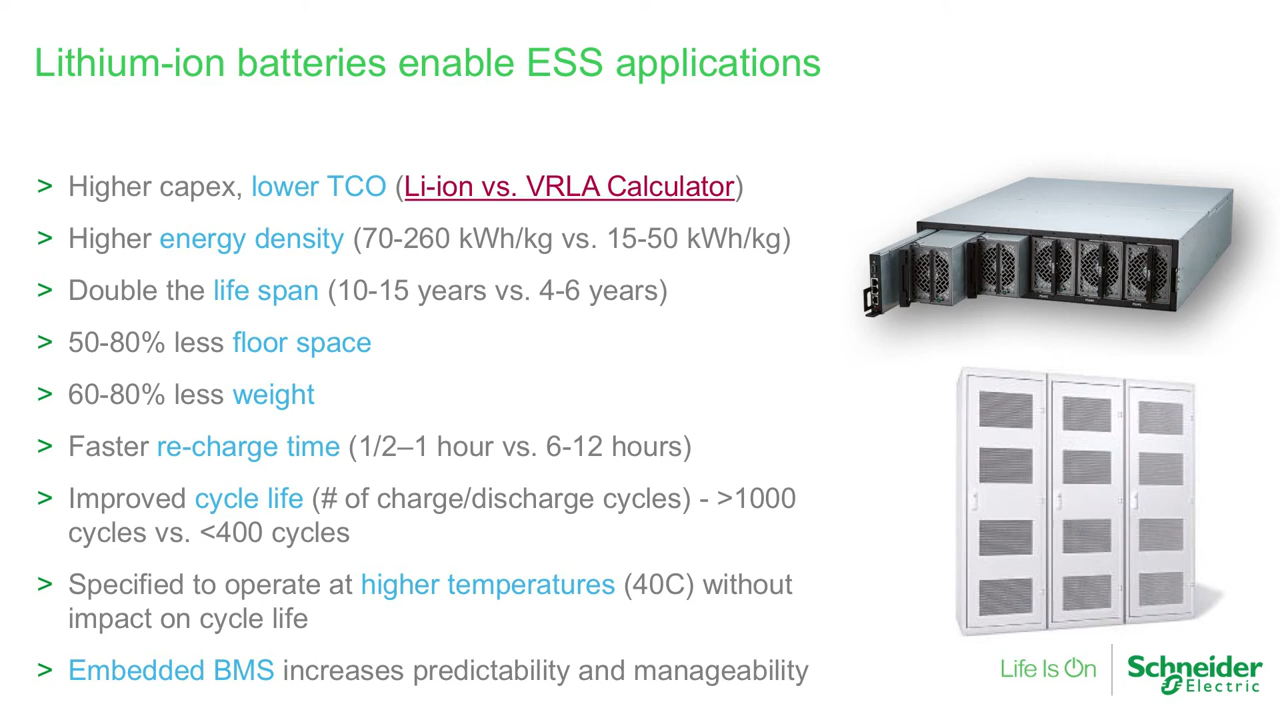 Lithium-ion batteries enable ESS applications
> Higher capex, lower TCO (Li-ion vs. VRLA Calculator)
> Higher energy density (70-260 kWh/kg vs. 15-50 kWh/kg)
> Double the life span (10-15 years vs. 4-6 years)
> 50-80% less floor space
> 60-80% less weight
> Faster re-charge time (1/2–1 hour vs. 6-12 hours)
> Improved cycle life (# of charge/discharge cycles) - >1000
cycles vs. <400 cycles
> Specified to operate at higher temperatures (40C) without
impact on cycle life
> Embedded BMS increases predictability and manageability
Life Is On
Schneider
Electric